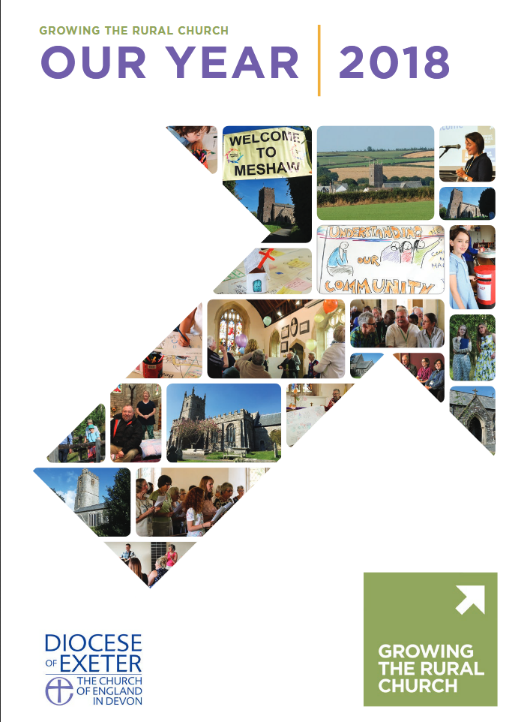 GROWING THE RURAL CHURCH
OUR YEAR | 2018
WELCOME
TO
MESHAW
UNDERSTANDING
OUR
COMMUNITY
DIOCESE
OF EXETER
THE CHURCH
OF ENGLAND
IN DEVON
GROWING
THE RURAL
CHURCH